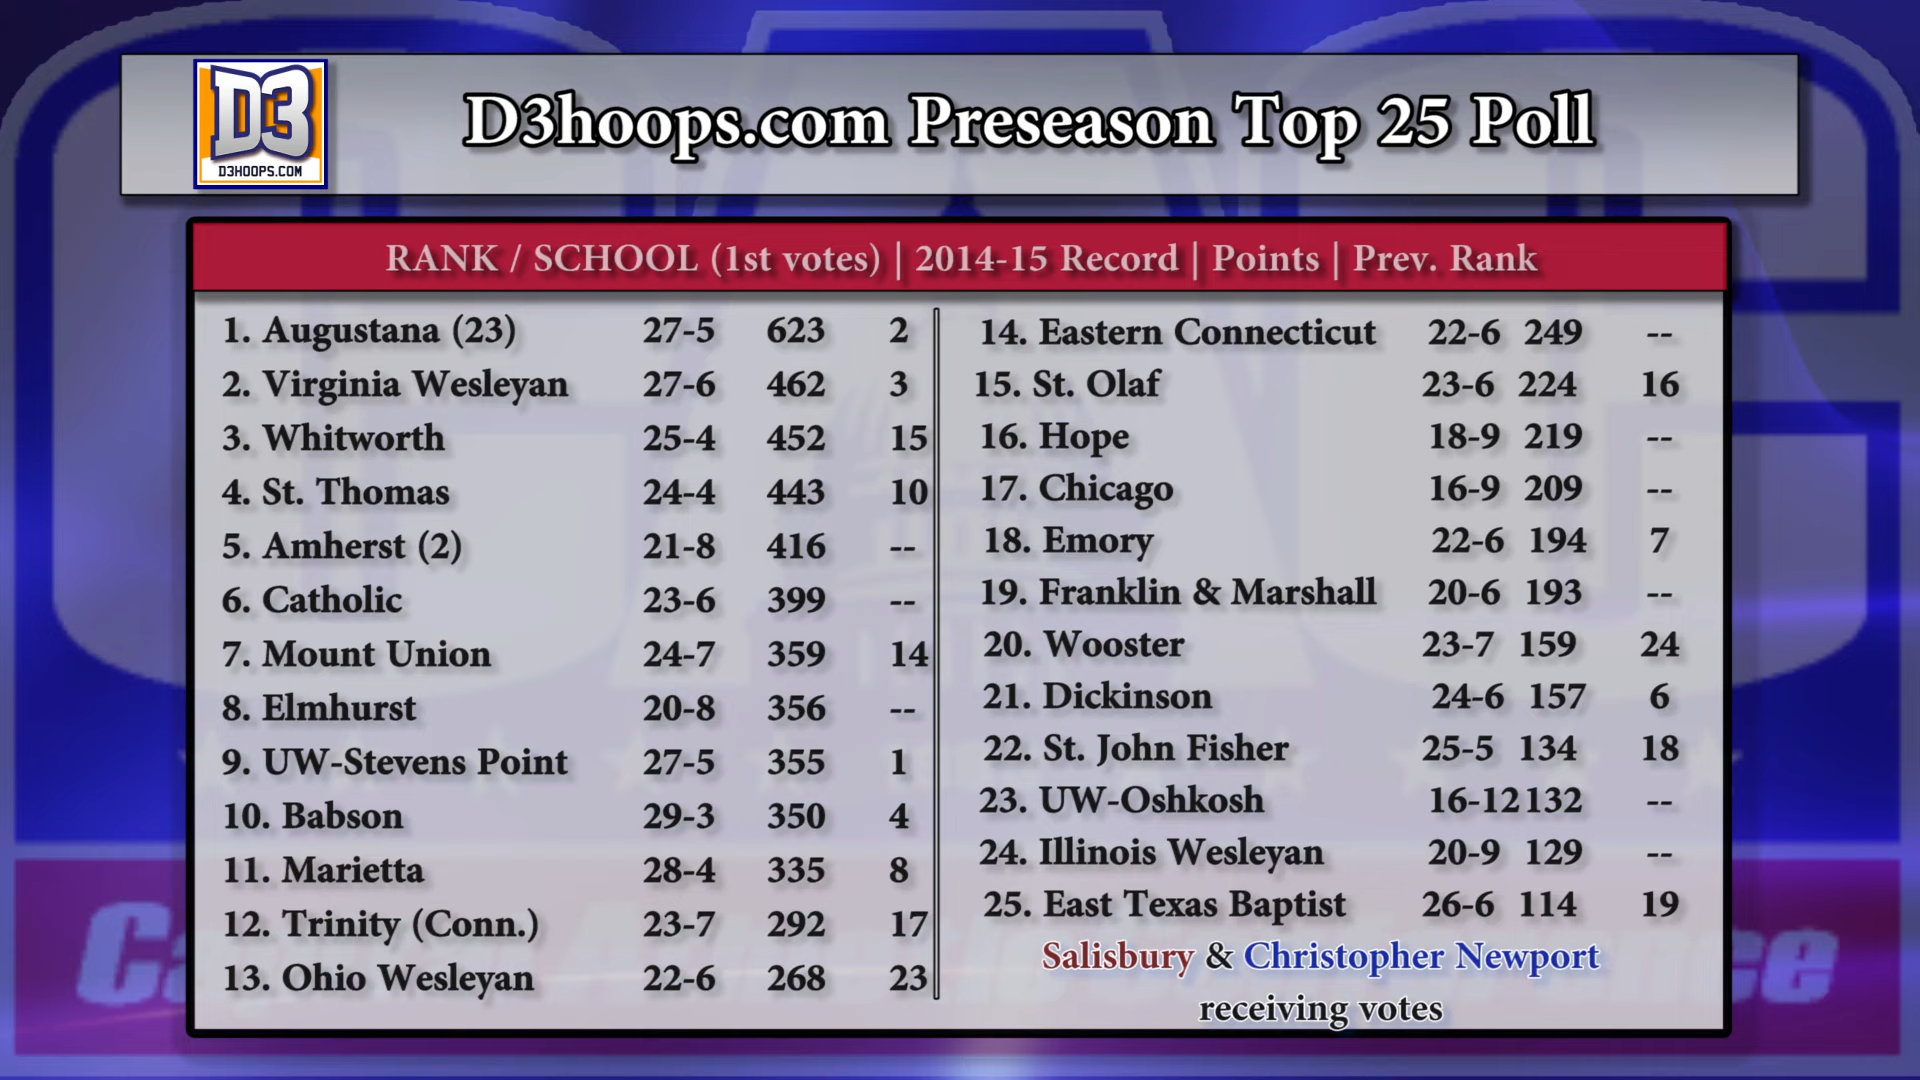 D3
D3HOOPS.COM
D3hoops.com Preseason Top 25 Poll
RANK / SCHOOL (1st votes) | 2014-15 Record | Points | Prev. Rank
1. Augustana (23) 27-5 623 2
2. Virginia Wesleyan 27-6 462 3
3. Whitworth 25-4 452 15
4. St. Thomas 24-4 443 10
5. Amherst (2) 21-8 416 --
6. Catholic 23-6 399 --
7. Mount Union 24-7 359 14
8. Elmhurst 20-8 356 --
9. UW-Stevens Point 27-5 355 1
10. Babson 29-3 350 4
11. Marietta 28-4 335 8
12. Trinity (Conn.) 23-7 292 17
13. Ohio Wesleyan 22-6 268 23
14. Eastern Connecticut 22-6 249 --
15. St. Olaf 23-6 224 16
16. Hope 18-9 219 --
17. Chicago 16-9 209 --
18. Emory 22-6 194 7
19. Franklin & Marshall 20-6 193 --
20. Wooster 23-7 159 24
21. Dickinson 24-6 157 6
22. St. John Fisher 25-5 134 18
23. UW-Oshkosh 16-12 132 --
24. Illinois Wesleyan 20-9 129 --
25. East Texas Baptist 26-6 114 19
Salisbury & Christopher Newport
receiving votes